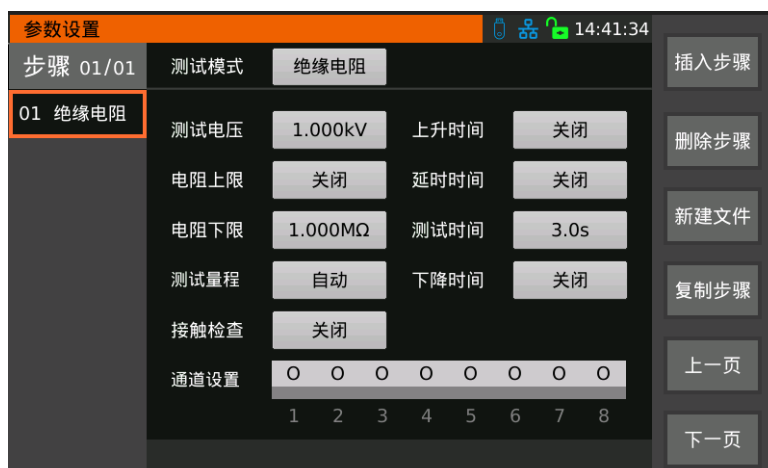 参数设置
14:41:34
步骤 01/01
测试模式 绝缘电阻
01 绝缘电阻
测试电压 1.000kV 上升时间 关闭
电阻上限 关闭 延时时间 关闭
电阻下限 1.000MΩ 测试时间 3.0s
测试量程 自动 下降时间 关闭
接触检查 关闭
通道设置 O O O O O O O O
1 2 3 4 5 6 7 8
插入步骤
删除步骤
新建文件
复制步骤
上一页
下一页